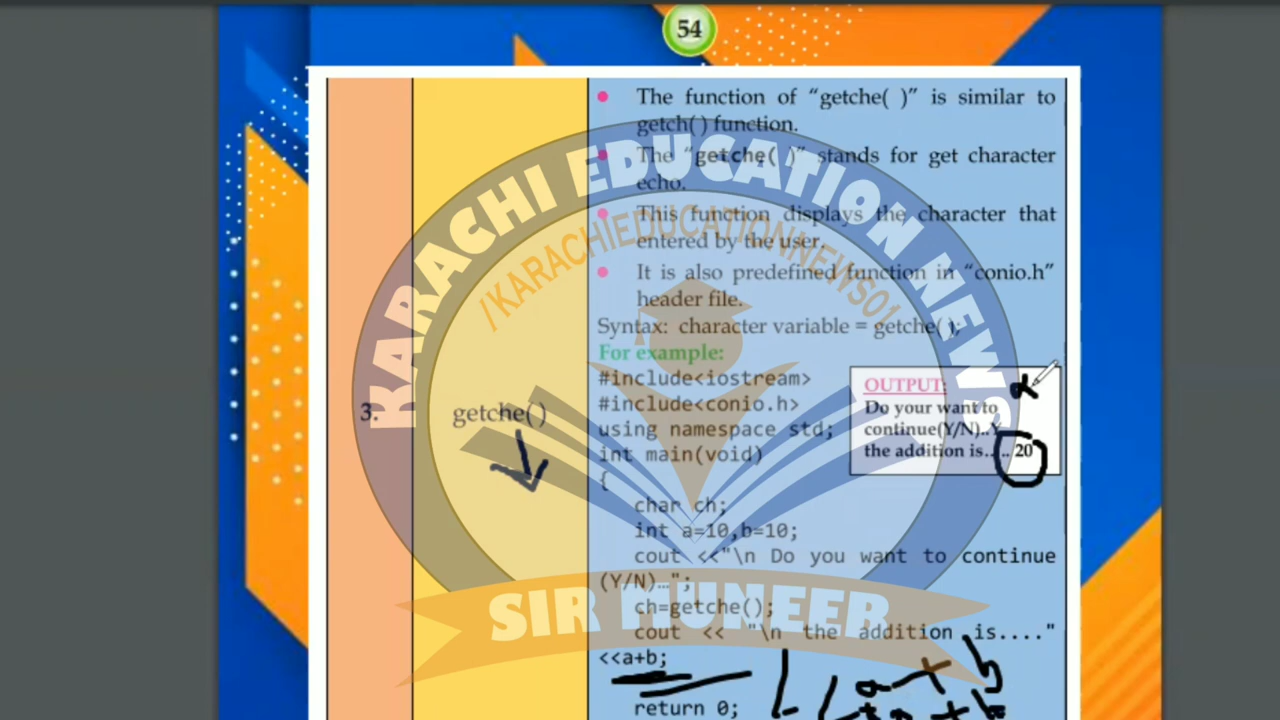 54
The function of “getche( )” is similar to
getch() function.
The “getche( )” stands for get character
echo.
This function displays the character that
entered by the user.
It is also predefined function in “conio.h”
header file.
Syntax: character variable = getche( );
For example:
#include<iostream>
#include<conio.h>
using namespace std;
int main(void)
{
char ch;
int a=10,b=10;
cout <<"\n Do you want to continue
(Y/N)…";
ch=getche();
cout << "\n the addition is...."
<<a+b;
return 0;
3.
getche()
OUTPUT:
Do your want to
continue(Y/N)..Y
the addition is.... 20
a + b
KARACHI EDUCATION NEWS
/KARACHIEDUCATIONNEWS01
SIR MUNEER